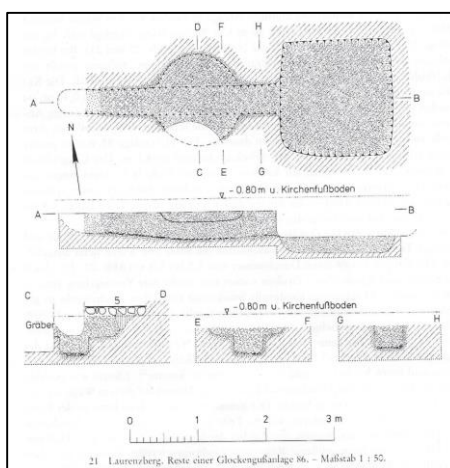 D F H
A B
N
C E G
- 0.80 m u. Kirchenfußboden
A B
C 5 D
- 0.80 m u. Kirchenfußboden
Gräber E F G H
0 1 2 3 m
21 Laurenzberg. Reste einer Glockengußanlage 86. – Maßstab 1 : 50.